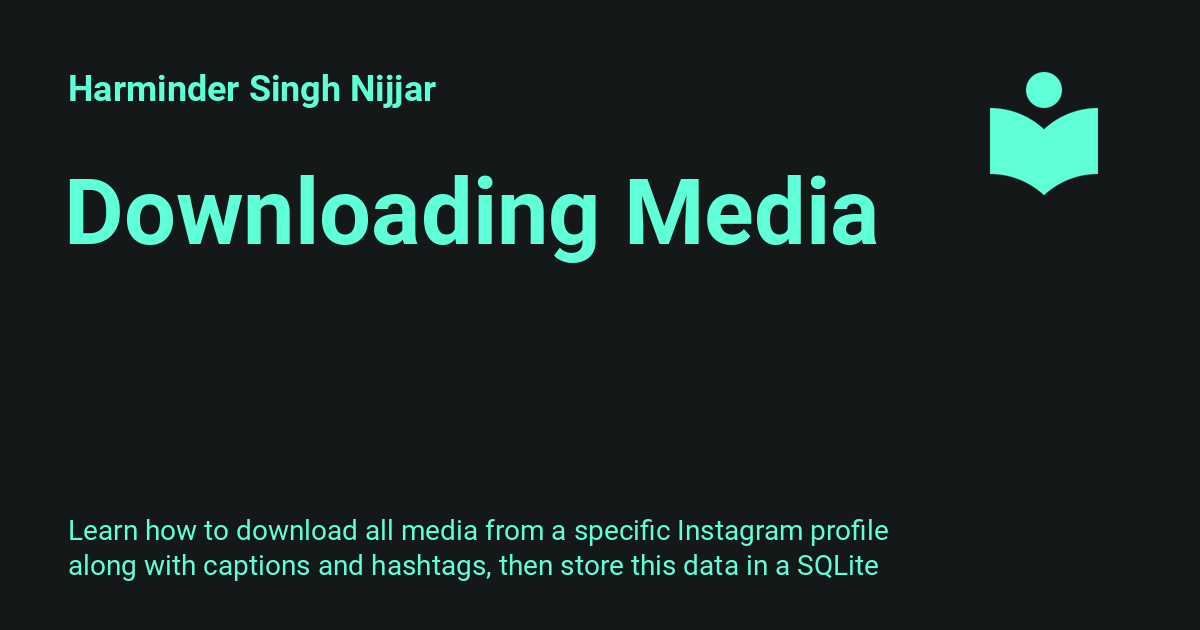 Harminder Singh Nijjar
Downloading Media
Learn how to download all media from a specific Instagram profile
along with captions and hashtags, then store this data in a SQLite